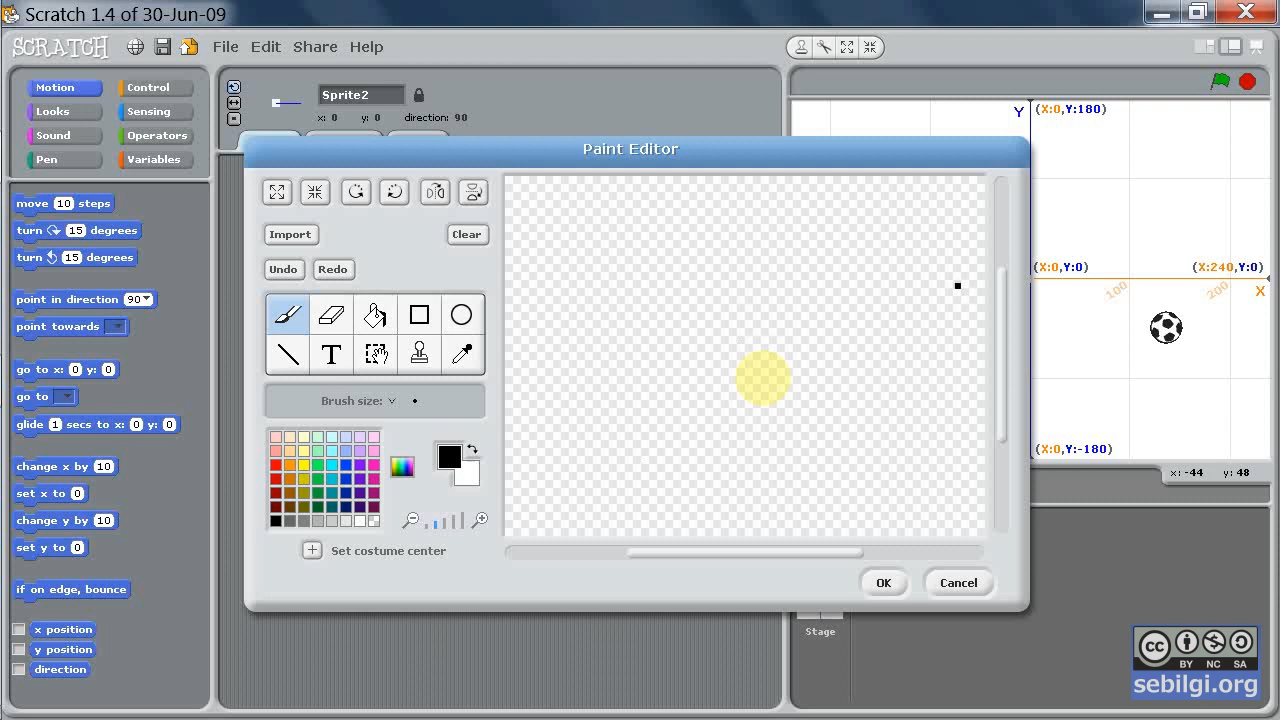 Scratch 1.4 of 30-Jun-09
SCRATCH File Edit Share Help
Motion Control
Looks Sensing
Sound Operators
Pen Variables
Sprite2
x: 0 y: 0 direction: 90
move 10 steps
turn 15 degrees
turn 15 degrees
point in direction 90
point towards
go to x: 0 y: 0
go to
glide 1 secs to x: 0 y: 0
change x by 10
set x to 0
change y by 10
set y to 0
if on edge, bounce
x position
y position
direction
Paint Editor
Import Clear
Undo Redo
T
Brush size:
Set costume center
OK Cancel
Y (X:0,Y:180)
(X:0,Y:0) (X:240,Y:0)
100 200 X
(X:0,Y:-180)
x: -44 y: 48
Stage
cc
BY NC SA
sebilgi.org